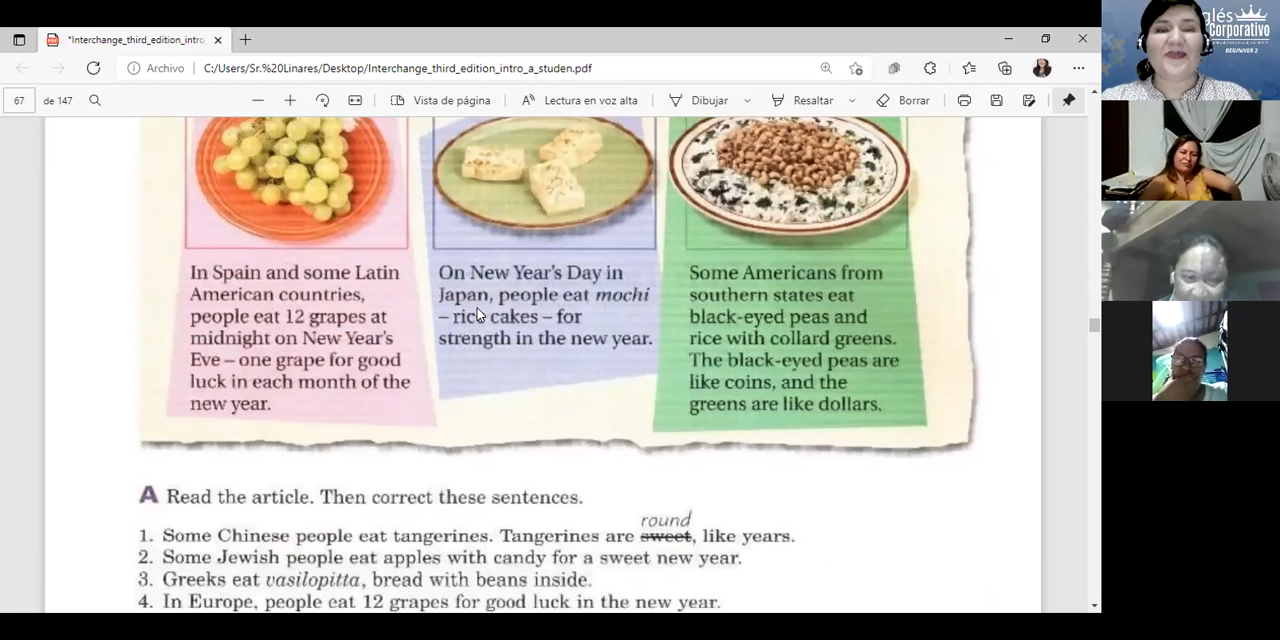 *Interchange_third_edition_intro
Archivo
C:/Users/Sr.%20Linares/Desktop/Interchange_third_edition_intro_a_studen.pdf
67
de 147
Vista de página
Lectura en voz alta
Dibujar
Resaltar
Borrar
In Spain and some Latin
American countries,
people eat 12 grapes at
midnight on New Year's
Eve – one grape for good
luck in each month of the
new year.
On New Year's Day in
Japan, people eat mochi
– rice cakes – for
strength in the new year.
Some Americans from
southern states eat
black-eyed peas and
rice with collard greens.
The black-eyed peas are
like coins, and the
greens are like dollars.
A Read the article. Then correct these sentences.
round
1. Some Chinese people eat tangerines. Tangerines are sweet, like years.
2. Some Jewish people eat apples with candy for a sweet new year.
3. Greeks eat vasilopitta, bread with beans inside.
4. In Europe, people eat 12 grapes for good luck in the new year.
glés
Corporativo
BEGINNER 2